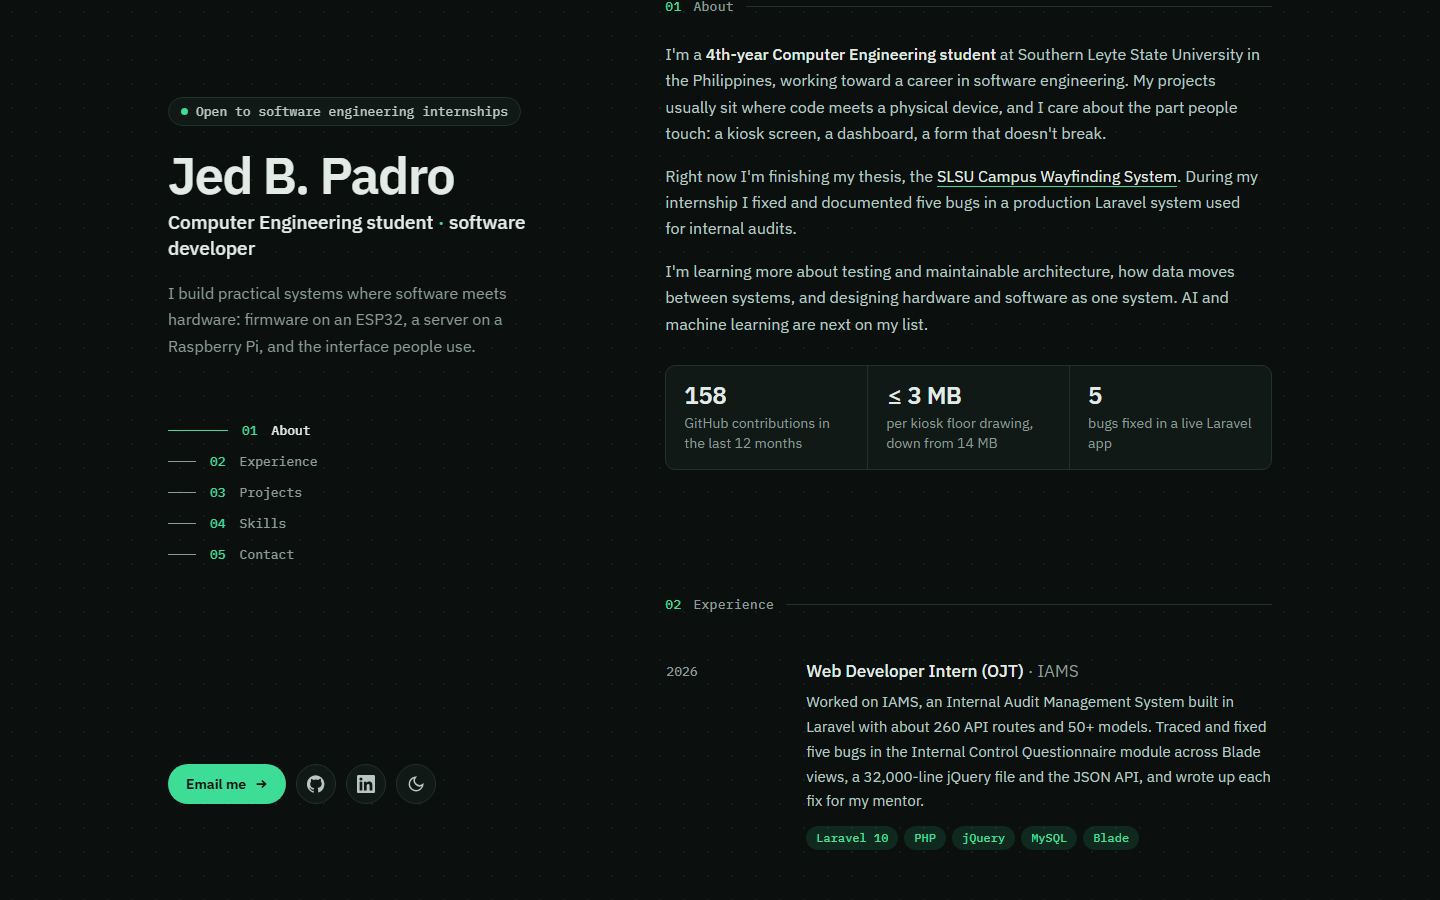 Open to software engineering internships
Jed B. Padro
Computer Engineering student · software
developer
I build practical systems where software meets
hardware: firmware on an ESP32, a server on a
Raspberry Pi, and the interface people use.
01 About
02 Experience
03 Projects
04 Skills
05 Contact
Email me →
01 About
I'm a 4th-year Computer Engineering student at Southern Leyte State University in
the Philippines, working toward a career in software engineering. My projects
usually sit where code meets a physical device, and I care about the part people
touch: a kiosk screen, a dashboard, a form that doesn't break.
Right now I'm finishing my thesis, the SLSU Campus Wayfinding System. During my
internship I fixed and documented five bugs in a production Laravel system used
for internal audits.
I'm learning more about testing and maintainable architecture, how data moves
between systems, and designing hardware and software as one system. AI and
machine learning are next on my list.
158
GitHub contributions in
the last 12 months
≤ 3 MB
per kiosk floor drawing,
down from 14 MB
5
bugs fixed in a live Laravel
app
02 Experience
2026
Web Developer Intern (OJT) · IAMS
Worked on IAMS, an Internal Audit Management System built in
Laravel with about 260 API routes and 50+ models. Traced and fixed
five bugs in the Internal Control Questionnaire module across Blade
views, a 32,000-line jQuery file and the JSON API, and wrote up each
fix for my mentor.
Laravel 10 PHP jQuery MySQL Blade